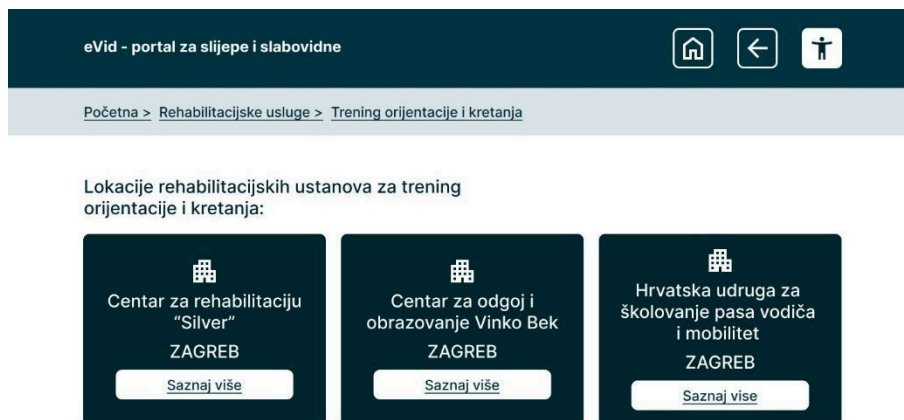 eVid - portal za slijepe i slabovidne
Početna > Rehabilitacijske usluge > Trening orijentacije i kretanja
Lokacije rehabilitacijskih ustanova za trening
orijentacije i kretanja:
Centar za rehabilitaciju
“Silver”
ZAGREB
Saznaj više
Centar za odgoj i
obrazovanje Vinko Bek
ZAGREB
Saznaj više
Hrvatska udruga za
školovanje pasa vodiča
i mobilitet
ZAGREB
Saznaj vise